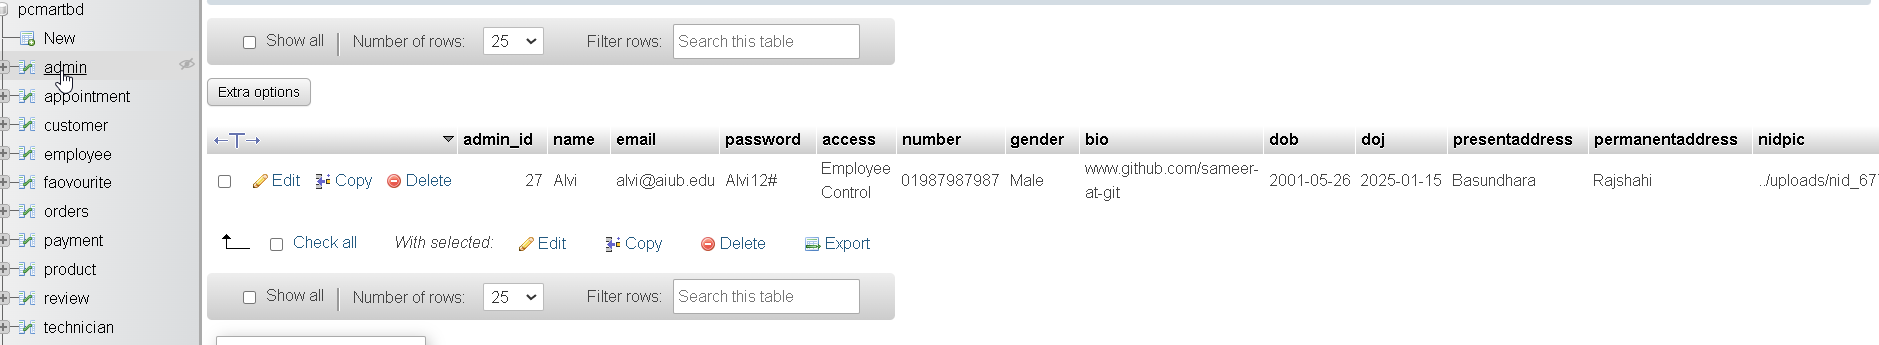 pcmartbd
New
admin
appointment
customer
employee
faovourite
orders
payment
product
review
technician
Show all Number of rows: 25 Filter rows: Search this table
Extra options
←T→ admin_id name email password access number gender bio dob doj presentaddress permanentaddress nidpic
Edit Copy Delete 27 Alvi alvi@aiub.edu Alvi12# Employee Control 01987987987 Male www.github.com/sameer-at-git 2001-05-26 2025-01-15 Basundhara Rajshahi ../uploads/nid_67
Check all With selected: Edit Copy Delete Export
Show all Number of rows: 25 Filter rows: Search this table